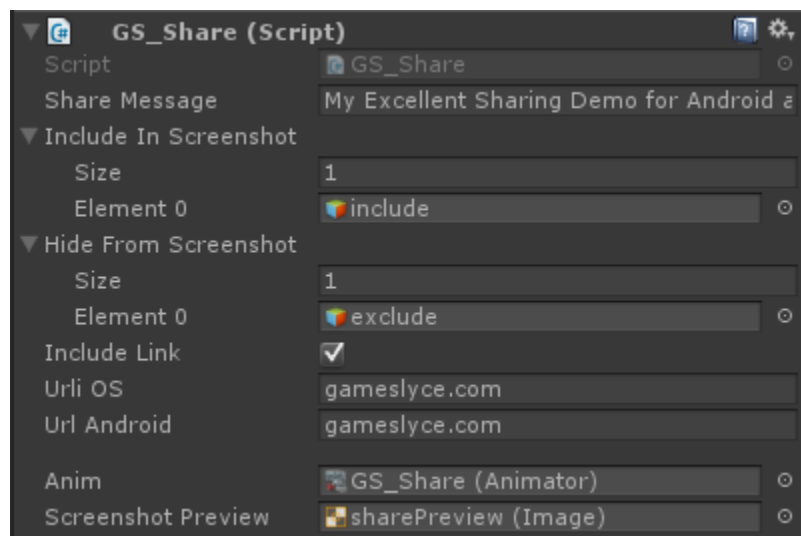 GS_Share (Script)
Script GS_Share
Share Message My Excellent Sharing Demo for Android a
Include In Screenshot
Size 1
Element 0 include
Hide From Screenshot
Size 1
Element 0 exclude
Include Link
Urli OS gameslyce.com
Url Android gameslyce.com
Anim GS_Share (Animator)
Screenshot Preview sharePreview (Image)